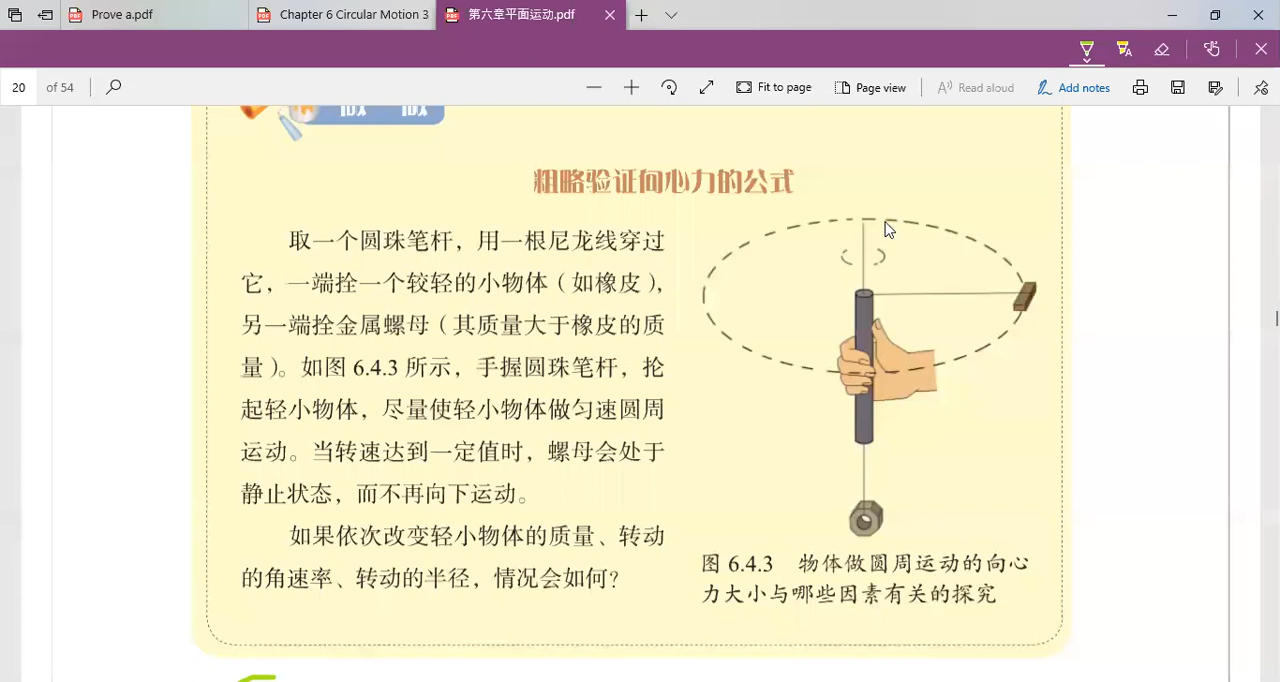 Prove a.pdf
Chapter 6 Circular Motion 3
第六章平面运动.pdf
20 of 54
Fit to page
Page view
Read aloud
Add notes
粗略验证向心力的公式
取一个圆珠笔杆，用一根尼龙线穿过
它，一端拴一个较轻的小物体（如橡皮），
另一端拴金属螺母（其质量大于橡皮的质
量）。如图 6.4.3 所示，手握圆珠笔杆，抡
起轻小物体，尽量使轻小物体做匀速圆周
运动。当转速达到一定值时，螺母会处于
静止状态，而不再向下运动。
如果依次改变轻小物体的质量、转动
的角速率、转动的半径，情况会如何？
图 6.4.3 物体做圆周运动的向心
力大小与哪些因素有关的探究